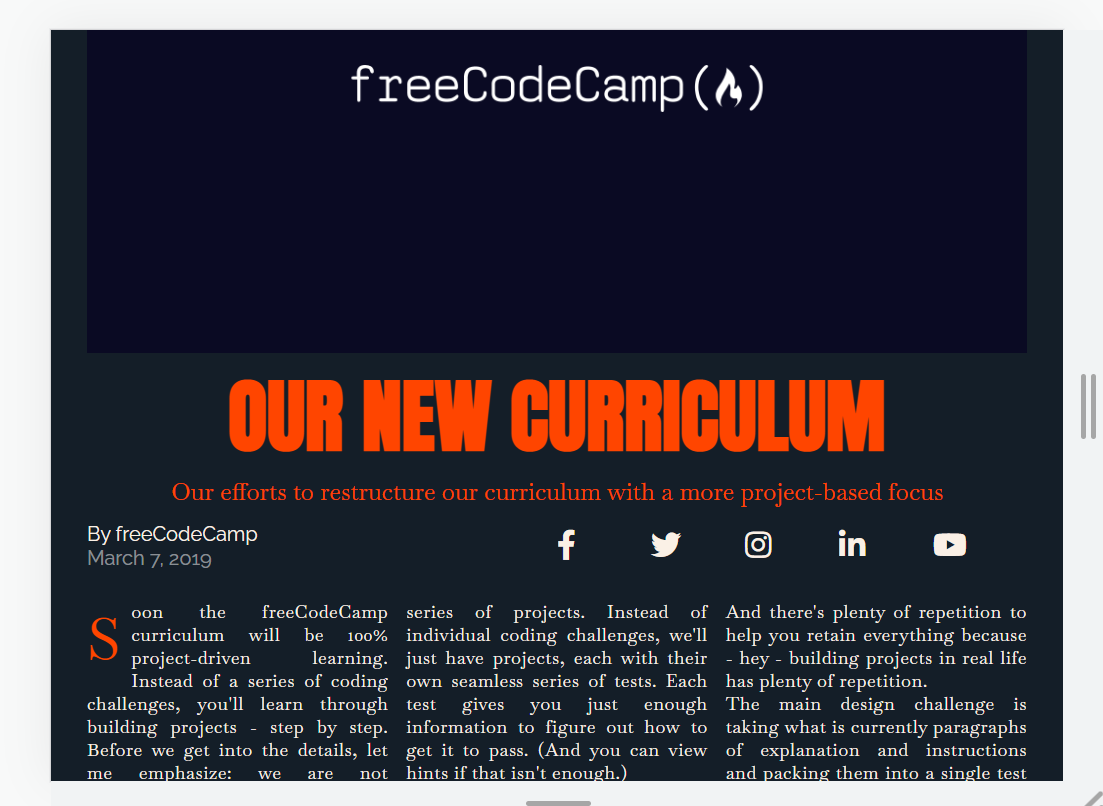 freeCodeCamp
OUR NEW CURRICULUM
Our efforts to restructure our curriculum with a more project-based focus
By freeCodeCamp
March 7, 2019
Soon the freeCodeCamp
curriculum will be 100%
project-driven learning.
Instead of a series of coding
challenges, you'll learn through
building projects - step by step.
Before we get into the details, let
me emphasize: we are not
series of projects. Instead of
individual coding challenges, we'll
just have projects, each with their
own seamless series of tests. Each
test gives you just enough
information to figure out how to
get it to pass. (And you can view
hints if that isn't enough.)
And there's plenty of repetition to
help you retain everything because
- hey - building projects in real life
has plenty of repetition.
The main design challenge is
taking what is currently paragraphs
of explanation and instructions
and packing them into a single test